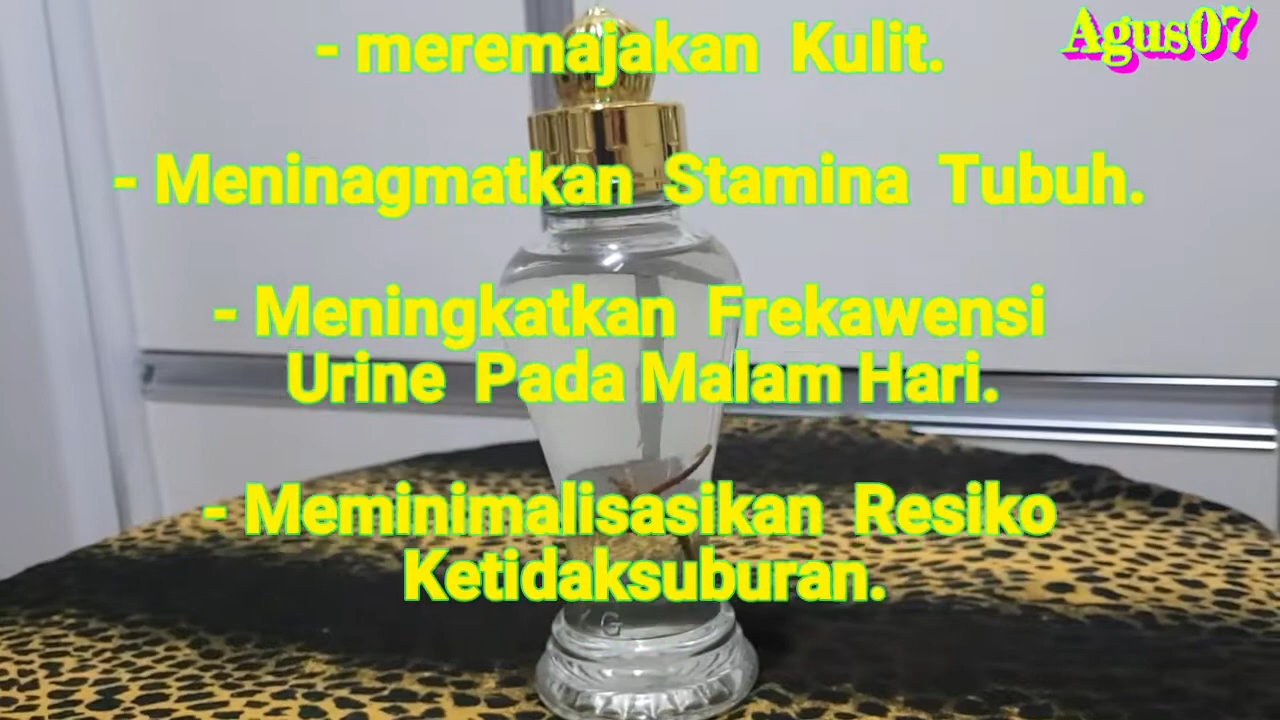 Agus07
- meremajakan Kulit.
- Meninagmatkan Stamina Tubuh.
- Meningkatkan Frekawensi
Urine Pada Malam Hari.
- Meminimalisasikan Resiko
Ketidaksuburan.
G